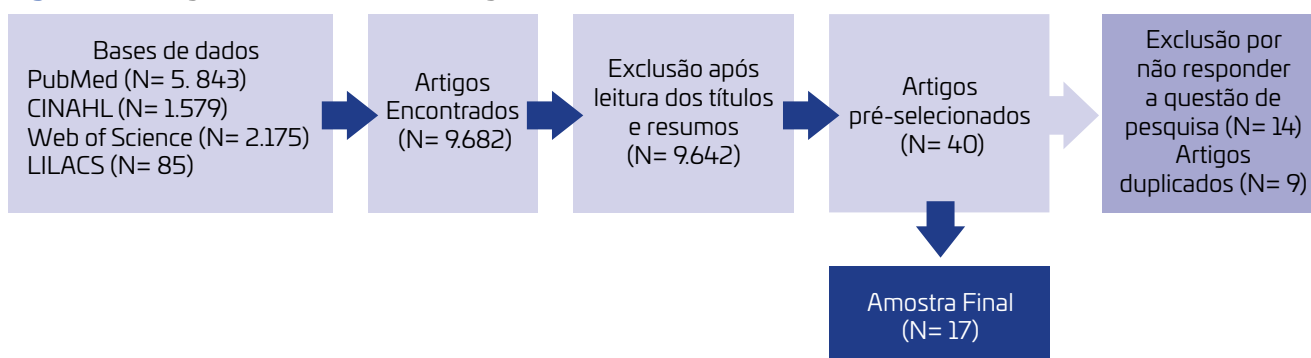 Bases de dados
PubMed (N= 5. 843)
CINAHL (N= 1.579)
Web of Science (N= 2.175)
LILACS (N= 85)
Artigos
Encontrados
(N= 9.682)
Exclusão após
leitura dos títulos
e resumos
(N= 9.642)
Artigos
pré-selecionados
(N= 40)
Exclusão por
não responder
a questão de
pesquisa (N= 14)
Artigos
duplicados (N= 9)
Amostra Final
(N= 17)